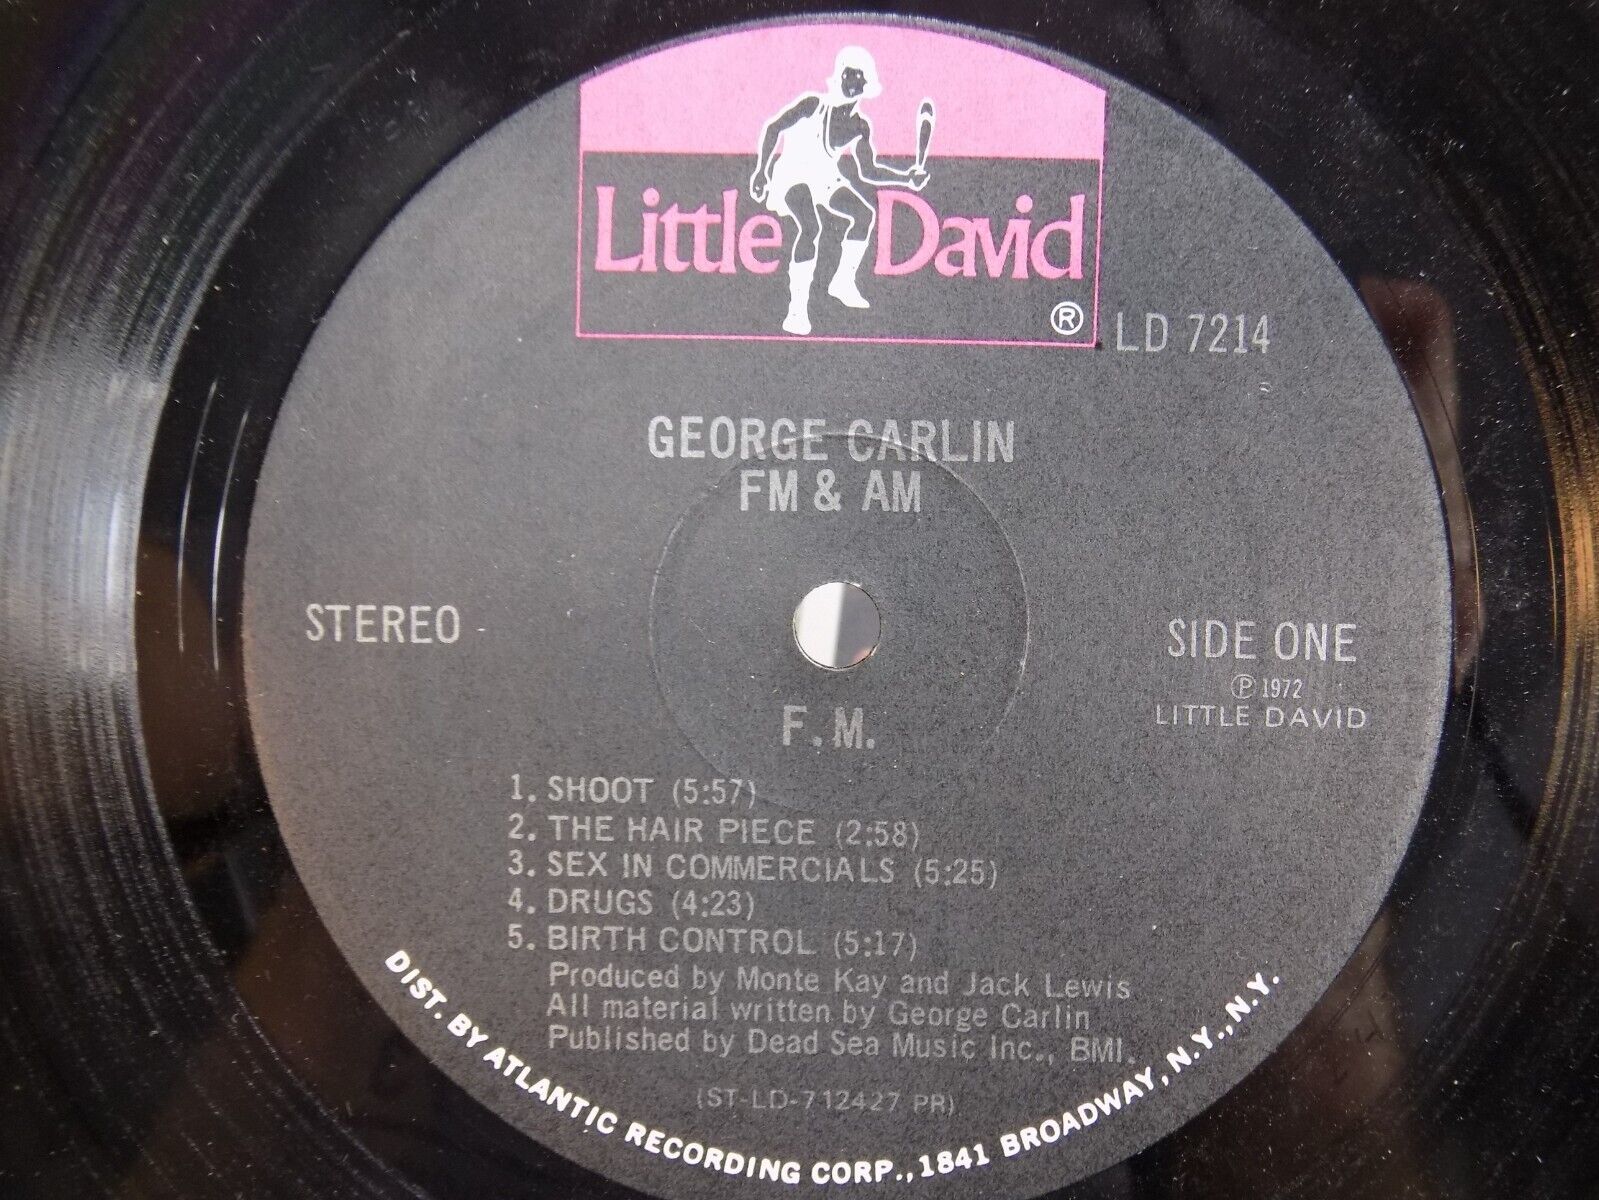 Little David
®
LD 7214
GEORGE CARLIN
FM & AM
STEREO
SIDE ONE
Ⓟ 1972
LITTLE DAVID
F. M.
1. SHOOT (5:57)
2. THE HAIR PIECE (2:58)
3. SEX IN COMMERCIALS (5:25)
4. DRUGS (4:23)
5. BIRTH CONTROL (5:17)
Produced by Monte Kay and Jack Lewis
All material written by George Carlin
Published by Dead Sea Music Inc., BMI.
(ST-LD-712427 PR)
DIST. BY ATLANTIC RECORDING CORP., 1841 BROADWAY, N.Y., N.Y.